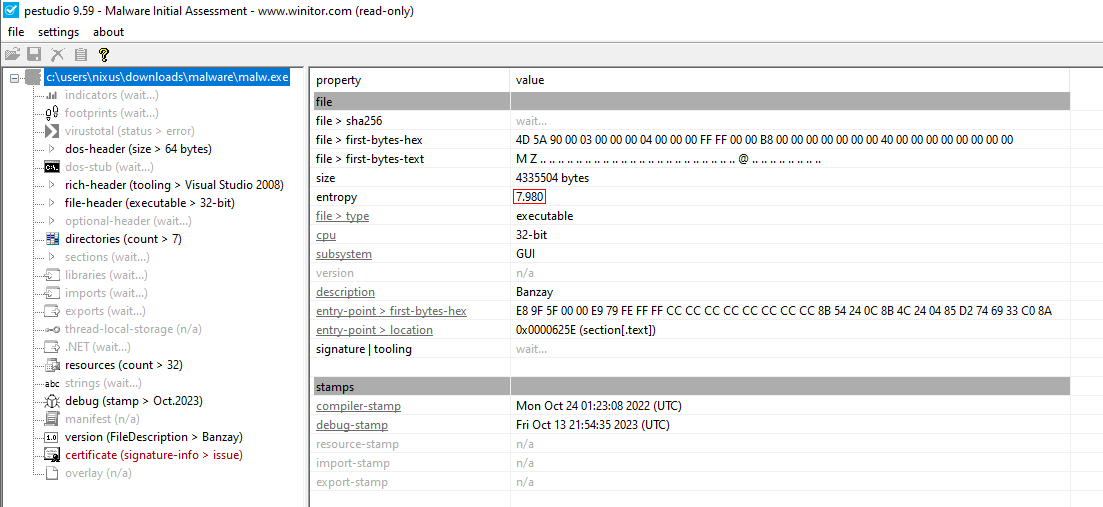 pestudio 9.59 - Malware Initial Assessment - www.winitor.com (read-only)
file settings about
c:\users\nixus\downloads\malware\malw.exe
indicators (wait...)
footprints (wait...)
virustotal (status > error)
dos-header (size > 64 bytes)
dos-stub (wait...)
rich-header (tooling > Visual Studio 2008)
file-header (executable > 32-bit)
optional-header (wait...)
directories (count > 7)
sections (wait...)
libraries (wait...)
imports (wait...)
exports (wait...)
thread-local-storage (n/a)
.NET (wait...)
resources (count > 32)
abc strings (wait...)
debug (stamp > Oct.2023)
manifest (n/a)
1.0 version (FileDescription > Banzay)
certificate (signature-info > issue)
overlay (n/a)
property value
file
file > sha256 wait...
file > first-bytes-hex 4D 5A 90 00 03 00 00 00 04 00 00 00 FF FF 00 00 B8 00 00 00 00 00 00 00 40 00 00 00 00 00 00 00
file > first-bytes-text M Z .. .. .. .. .. .. .. .. .. .. .. .. .. .. .. .. .. .. .. .. .. .. @ .. .. .. .. .. .. ..
size 4335504 bytes
entropy 7.980
file > type executable
cpu 32-bit
subsystem GUI
version n/a
description Banzay
entry-point > first-bytes-hex E8 9F 5F 00 00 E9 79 FE FF FF CC CC CC CC CC CC CC CC 8B 54 24 0C 8B 4C 24 04 85 D2 74 69 33 C0 8A
entry-point > location 0x0000625E (section[.text])
signature | tooling wait...
stamps
compiler-stamp Mon Oct 24 01:23:08 2022 (UTC)
debug-stamp Fri Oct 13 21:54:35 2023 (UTC)
resource-stamp n/a
import-stamp n/a
export-stamp n/a